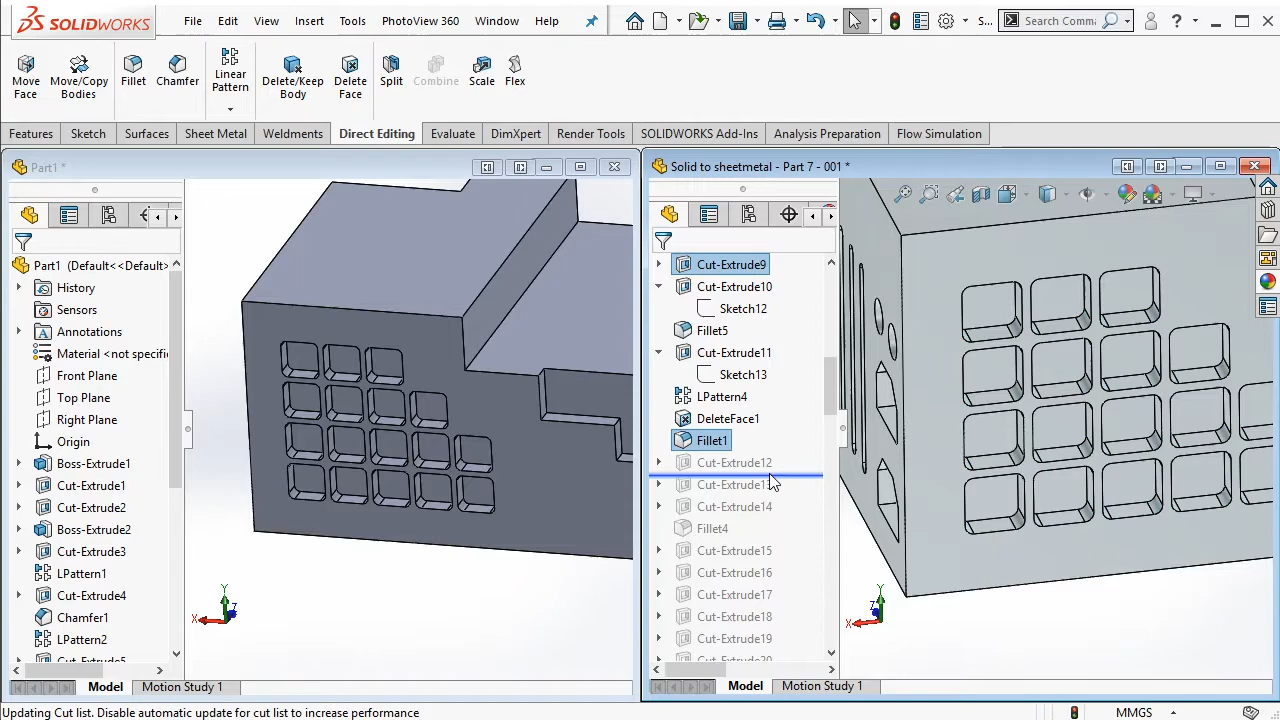 SOLIDWORKS File Edit View Insert Tools PhotoView 360 Window Help S... Search Comma
Move Face
Move/Copy Bodies
Fillet
Chamfer
Linear Pattern
Delete/Keep Body
Delete Face
Split
Combine
Scale
Flex
Features Sketch Surfaces Sheet Metal Weldments Direct Editing Evaluate DimXpert Render Tools SOLIDWORKS Add-Ins Analysis Preparation Flow Simulation
Part1 *
Part1 (Default<<Default>
History
Sensors
Annotations
Material <not specifi
Front Plane
Top Plane
Right Plane
Origin
Boss-Extrude1
Cut-Extrude1
Cut-Extrude2
Boss-Extrude2
Cut-Extrude3
LPattern1
Cut-Extrude4
Chamfer1
LPattern2
Cut-Extrude5
Y
X
Z
Model Motion Study 1
Solid to sheetmetal - Part 7 - 001 *
Cut-Extrude9
Cut-Extrude10
Sketch12
Fillet5
Cut-Extrude11
Sketch13
LPattern4
DeleteFace1
Fillet1
Cut-Extrude12
Cut-Extrude13
Cut-Extrude14
Fillet4
Cut-Extrude15
Cut-Extrude16
Cut-Extrude17
Cut-Extrude18
Cut-Extrude19
Cut-Extrude20
Y
Z
X
Model Motion Study 1
Updating Cut list. Disable automatic update for cut list to increase performance MMGS